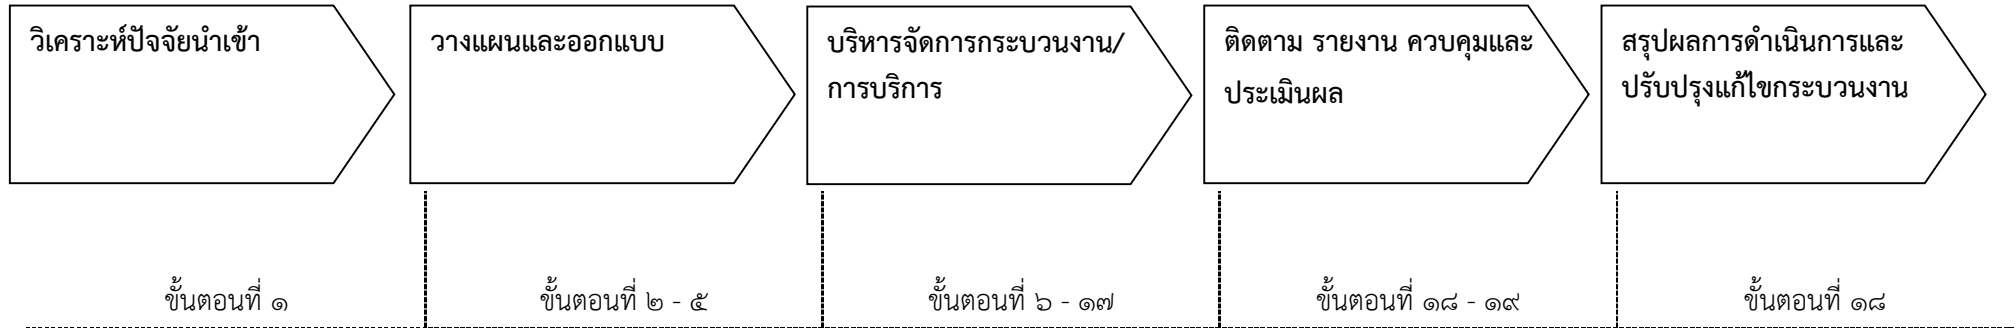 วิเคราะห์ปัจจัยนำเข้า
วางแผนและออกแบบ
บริหารจัดการกระบวนงาน/
การบริการ
ติดตาม รายงาน ควบคุมและ
ประเมินผล
สรุปผลการดำเนินการและ
ปรับปรุงแก้ไขกระบวนงาน
ขั้นตอนที่ ๑
ขั้นตอนที่ ๒ - ๕
ขั้นตอนที่ ๖ - ๑๗
ขั้นตอนที่ ๑๘ - ๑๙
ขั้นตอนที่ ๑๘